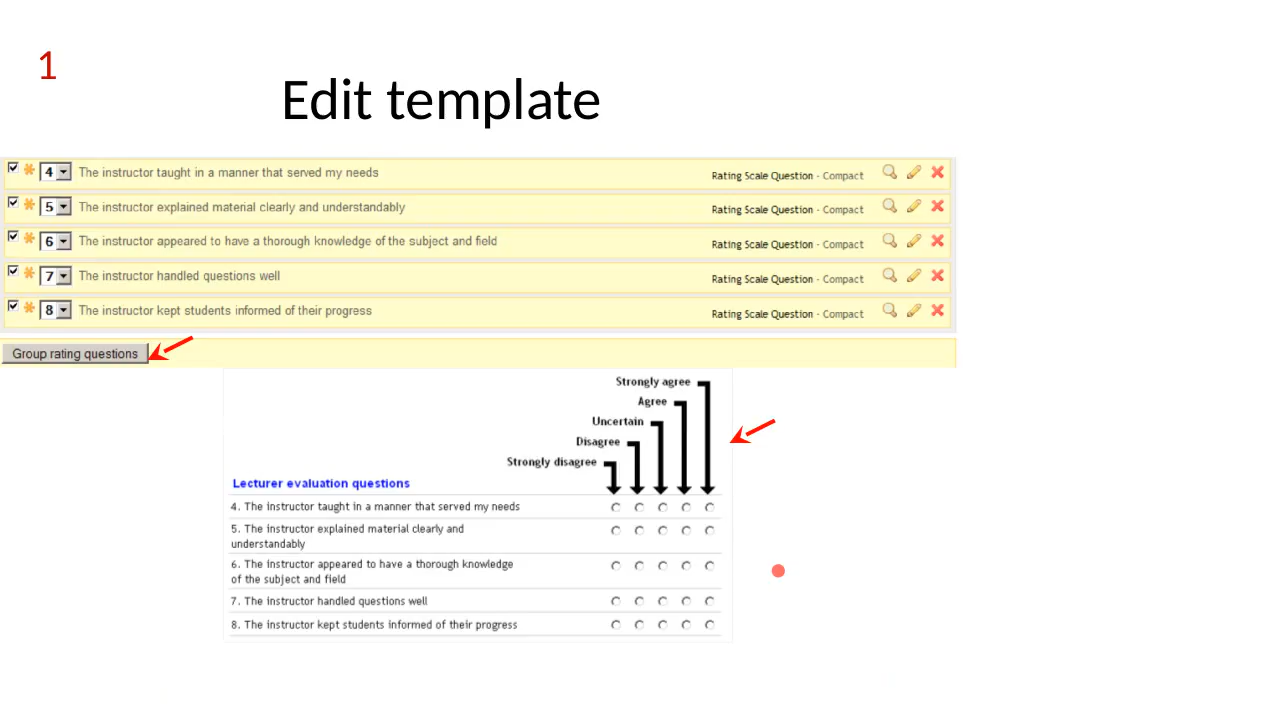 1
Edit template
4 The instructor taught in a manner that served my needs Rating Scale Question - Compact
5 The instructor explained material clearly and understandably Rating Scale Question - Compact
6 The instructor appeared to have a thorough knowledge of the subject and field Rating Scale Question - Compact
7 The instructor handled questions well Rating Scale Question - Compact
8 The instructor kept students informed of their progress Rating Scale Question - Compact
Group rating questions
Strongly agree
Agree
Uncertain
Disagree
Strongly disagree
Lecturer evaluation questions
4. The instructor taught in a manner that served my needs
5. The instructor explained material clearly and
understandably
6. The instructor appeared to have a thorough knowledge
of the subject and field
7. The instructor handled questions well
8. The instructor kept students informed of their progress